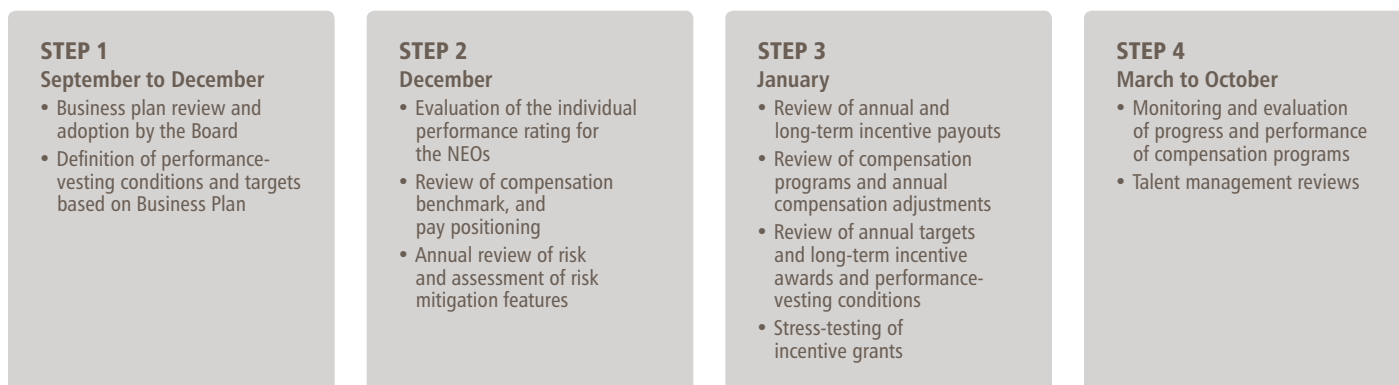 STEP 1
September to December
• Business plan review and
adoption by the Board
• Definition of performance-
vesting conditions and targets
based on Business Plan
STEP 2
December
• Evaluation of the individual
performance rating for
the NEOs
• Review of compensation
benchmark, and
pay positioning
• Annual review of risk
and assessment of risk
mitigation features
STEP 3
January
• Review of annual and
long-term incentive payouts
• Review of compensation
programs and annual
compensation adjustments
• Review of annual targets
and long-term incentive
awards and performance-
vesting conditions
• Stress-testing of
incentive grants
STEP 4
March to October
• Monitoring and evaluation
of progress and performance
of compensation programs
• Talent management reviews